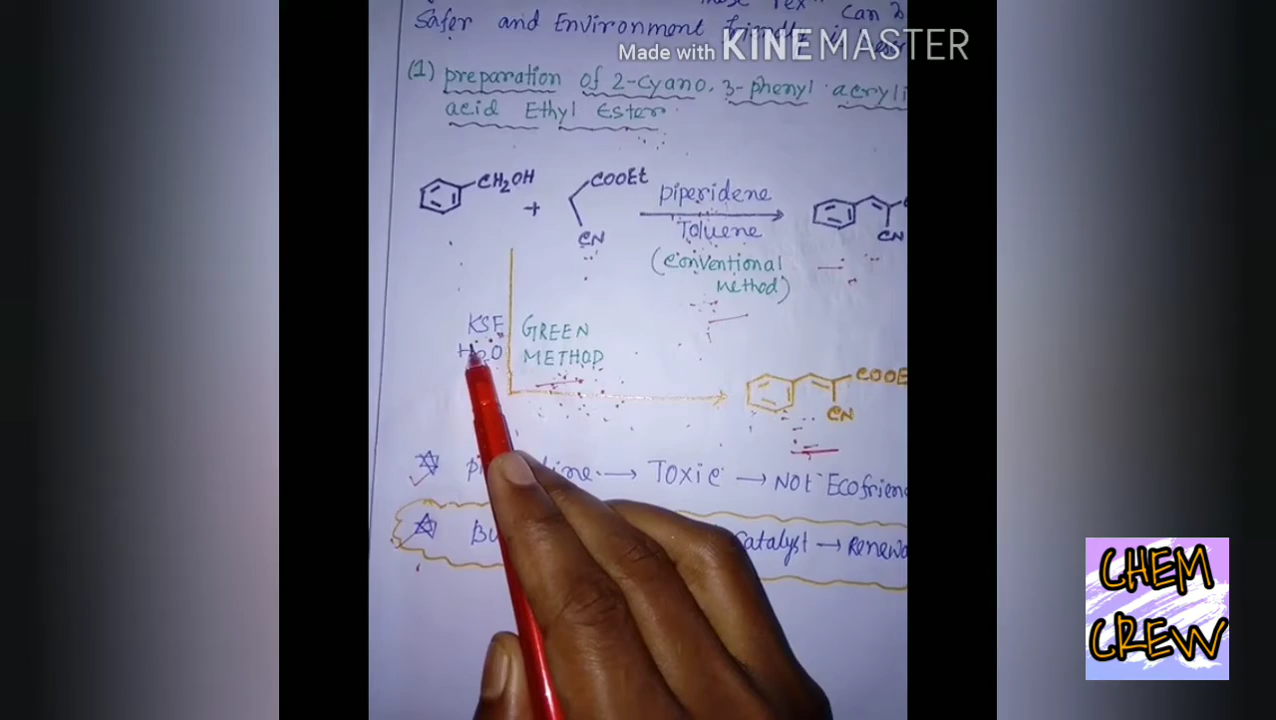 can
Safer and Environment friendly
Made with KINEMASTER
(1) preparation of 2-Cyano. 3-phenyl acryli
acid Ethyl Ester
CH2OH
+
COOEt
CN
piperidene
Toluene
(Conventional
Method)
CN
KSF
H2O
GREEN
METHOD
COOE
CN
Toxic → NOT Ecofrien
Catalyst → Renewa
CHEM
CREW